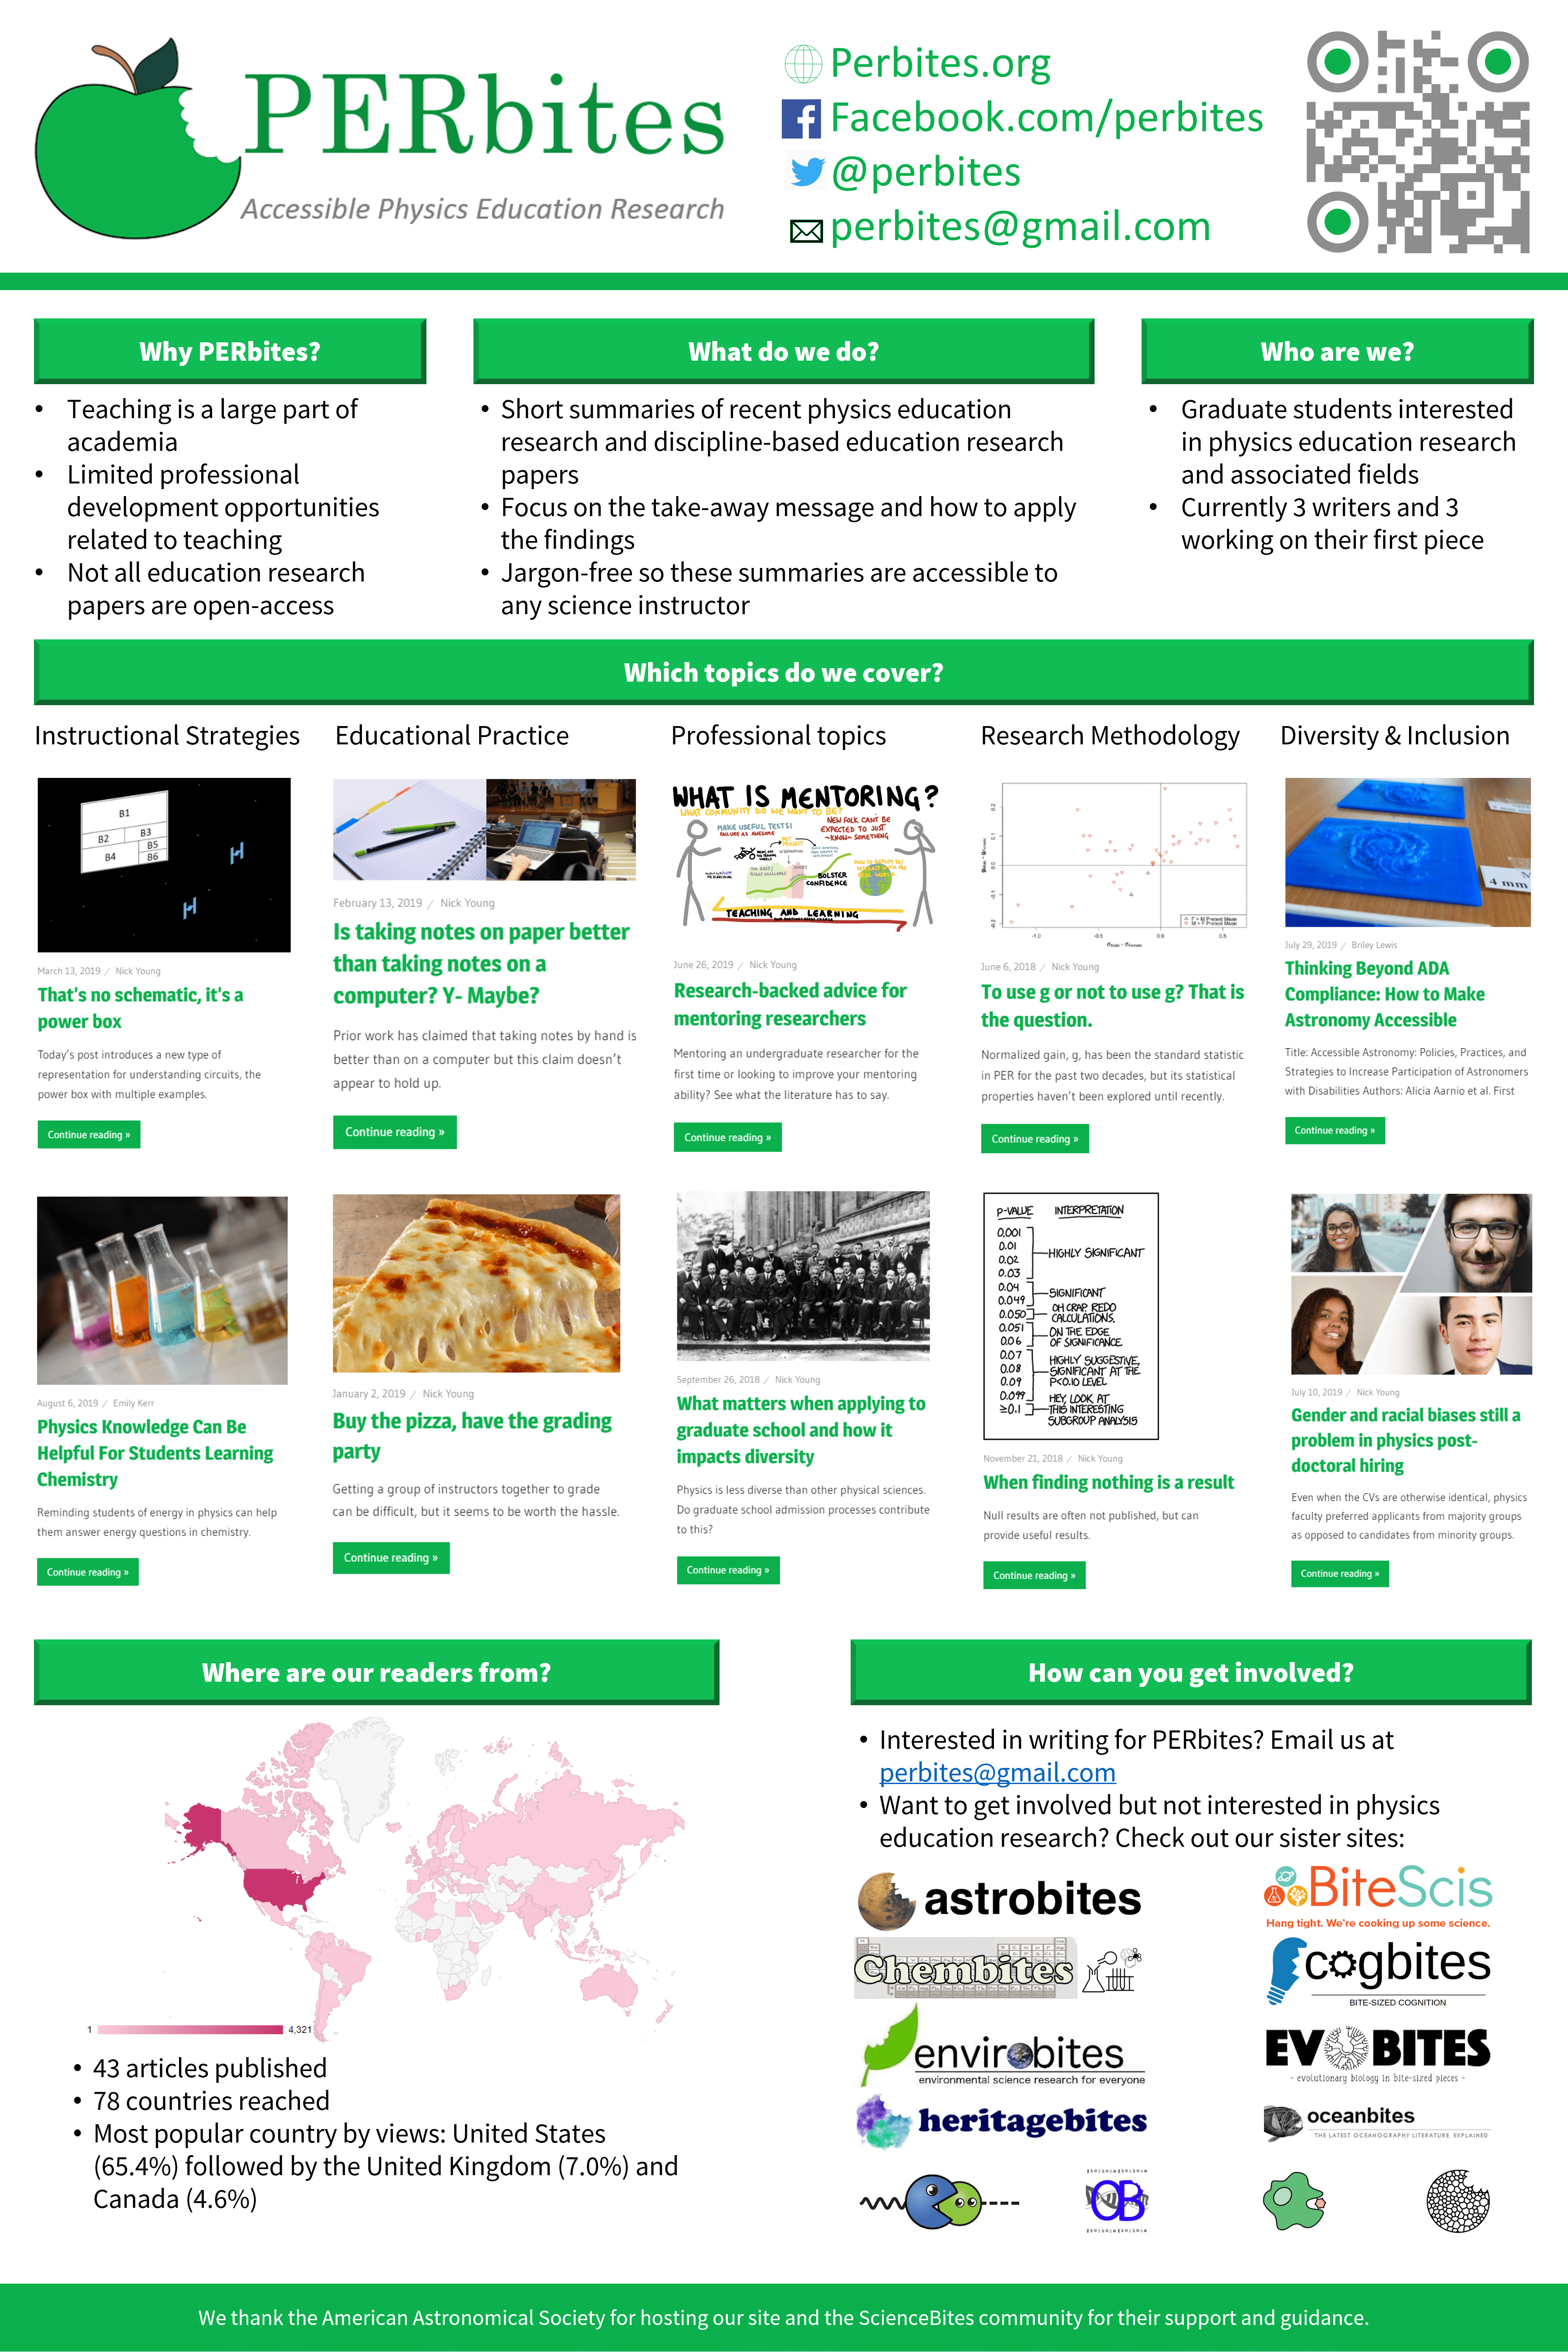 PERbites
Accessible Physics Education Research
Perbites.org
Facebook.com/perbites
@perbites
perbites@gmail.com
Why PERbites?
• Teaching is a large part of
academia
• Limited professional
development opportunities
related to teaching
• Not all education research
papers are open-access
What do we do?
• Short summaries of recent physics education
research and discipline-based education research
papers
• Focus on the take-away message and how to apply
the findings
• Jargon-free so these summaries are accessible to
any science instructor
Who are we?
• Graduate students interested
in physics education research
and associated fields
• Currently 3 writers and 3
working on their first piece
Which topics do we cover?
Instructional Strategies
B1
B2 B3
B5
B4 B6
March 13, 2019 / Nick Young
That's no schematic, it's a
power box
Today's post introduces a new type of
representation for understanding circuits, the
power box with multiple examples.
Continue reading »
August 6, 2019 / Emily Kerr
Physics Knowledge Can Be
Helpful For Students Learning
Chemistry
Reminding students of energy in physics can help
them answer energy questions in chemistry.
Continue reading »
Educational Practice
February 13, 2019 / Nick Young
Is taking notes on paper better
than taking notes on a
computer? Y- Maybe?
Prior work has claimed that taking notes by hand is
better than on a computer but this claim doesn't
appear to hold up.
Continue reading »
January 2, 2019 / Nick Young
Buy the pizza, have the grading
party
Getting a group of instructors together to grade
can be difficult, but it seems to be worth the hassle.
Continue reading »
Professional topics
WHAT IS MENTORING?
WHAT COMMUNITY DO WE WANT TO BE?
MAKE USEFUL TESTS!
FAILURE AS AWESOME
NEW FOLK CAN'T BE
EXPECTED TO JUST
~KNOW~ SOMETHING
BOLSTER
CONFIDENCE
TEACHING AND LEARNING
June 26, 2019 / Nick Young
Research-backed advice for
mentoring researchers
Mentoring an undergraduate researcher for the
first time or looking to improve your mentoring
ability? See what the literature has to say.
Continue reading »
September 26, 2018 / Nick Young
What matters when applying to
graduate school and how it
impacts diversity
Physics is less diverse than other physical sciences.
Do graduate school admission processes contribute
to this?
Continue reading »
Research Methodology
0.2
0.1
0.0
-0.1
-0.2
-1.0 -0.5 0.0 0.5
F > M Pretest Mean
M > F Pretest Mean
June 6, 2018 / Nick Young
To use g or not to use g? That is
the question.
Normalized gain, g, has been the standard statistic
in PER for the past two decades, but its statistical
properties haven't been explored until recently.
Continue reading »
P-VALUE INTERPRETATION
0.001
0.01
0.02
0.03
HIGHLY SIGNIFICANT
0.04
0.049
SIGNIFICANT
0.050
OH CRAP. REDO
CALCULATIONS.
0.051
0.06
ON THE EDGE
OF SIGNIFICANCE
0.07
0.08
0.09
0.099
HIGHLY SUGGESTIVE,
SIGNIFICANT AT THE
P<0.10 LEVEL
≥0.1
HEY, LOOK AT
THIS INTERESTING
SUBGROUP ANALYSIS
November 21, 2018 / Nick Young
When finding nothing is a result
Null results are often not published, but can
provide useful results.
Continue reading »
Diversity & Inclusion
4 mm
July 29, 2019 / Briley Lewis
Thinking Beyond ADA
Compliance: How to Make
Astronomy Accessible
Title: Accessible Astronomy: Policies, Practices, and
Strategies to Increase Participation of Astronomers
with Disabilities Authors: Alicia Aarnio et al. First
Continue reading »
July 10, 2019 / Nick Young
Gender and racial biases still a
problem in physics post-
doctoral hiring
Even when the CVs are otherwise identical, physics
faculty preferred applicants from majority groups
as opposed to candidates from minority groups.
Continue reading »
Where are our readers from?
1 4,321
• 43 articles published
• 78 countries reached
• Most popular country by views: United States
(65.4%) followed by the United Kingdom (7.0%) and
Canada (4.6%)
How can you get involved?
• Interested in writing for PERbites? Email us at
perbites@gmail.com
• Want to get involved but not interested in physics
education research? Check out our sister sites:
astrobites
BiteScis
Hang tight. We're cooking up some science.
Chembites
cogbites
BITE-SIZED COGNITION
envirobites
environmental science research for everyone
EVOBITES
- evolutionary biology in bite-sized pieces -
heritagebites
oceanbites
THE LATEST OCEANOGRAPHY LITERATURE. EXPLAINED
OB
We thank the American Astronomical Society for hosting our site and the ScienceBites community for their support and guidance.